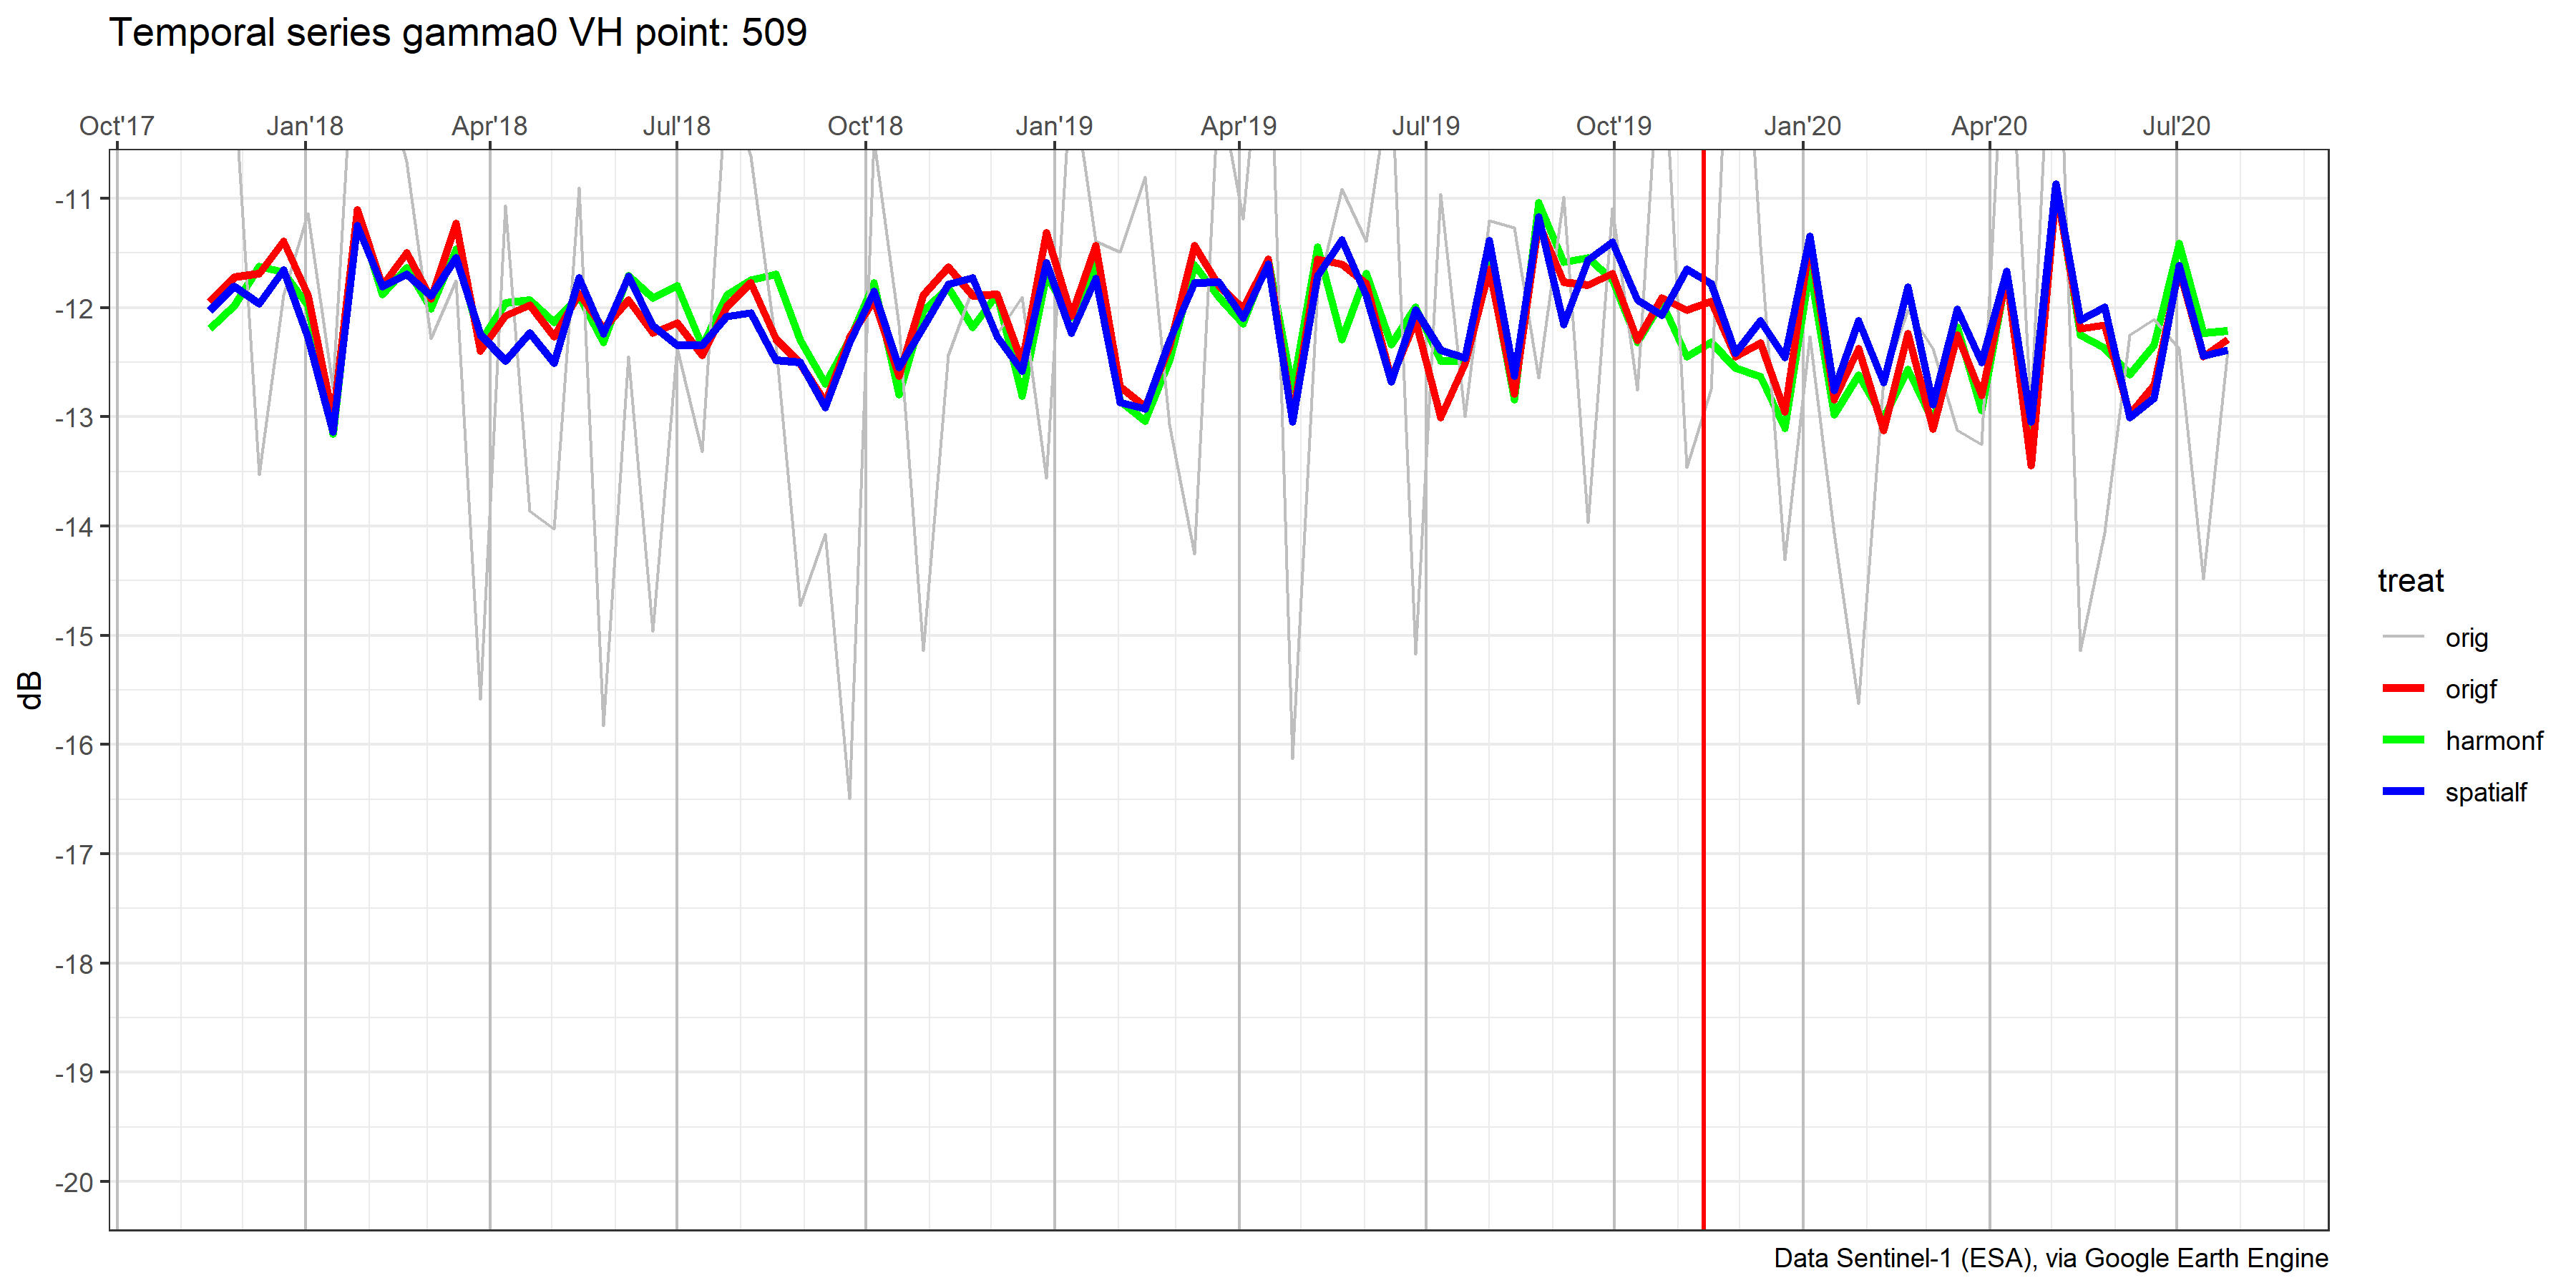 Temporal series gamma0 VH point: 509
Oct'17 Jan'18 Apr'18 Jul'18 Oct'18 Jan'19 Apr'19 Jul'19 Oct'19 Jan'20 Apr'20 Jul'20
-11
-12
-13
-14
-15
-16
-17
-18
-19
-20
dB
treat
orig
origf
harmonf
spatialf
Data Sentinel-1 (ESA), via Google Earth Engine